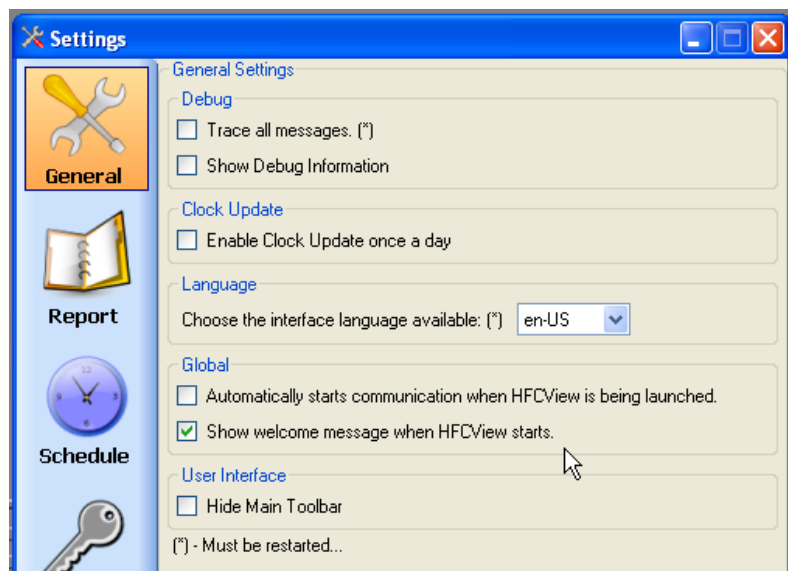 Settings
General
Report
Schedule
General Settings
Debug
Trace all messages. (*)
Show Debug Information
Clock Update
Enable Clock Update once a day
Language
Choose the interface language available: (*) en-US
Global
Automatically starts communication when HFCView is being launched.
Show welcome message when HFCView starts.
User Interface
Hide Main Toolbar
(*) - Must be restarted...